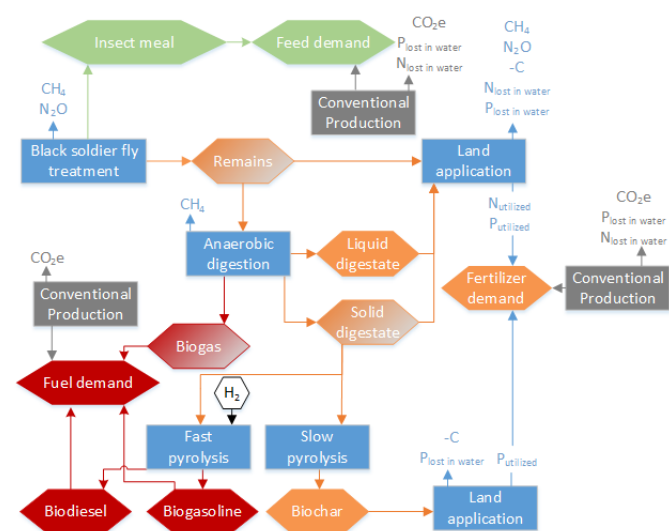 CO₂e
P lost in water
N lost in water
CH₄
N₂O
-C
N lost in water
P lost in water
Insect meal
Feed demand
CH₄
N₂O
Conventional
Production
Black soldier fly
treatment
Remains
Land
application
CH₄
N utilized
P utilized
CO₂e
P lost in water
N lost in water
Anaerobic
digestion
Liquid
digestate
CO₂e
Conventional
Production
Fertilizer
demand
Conventional
Production
Solid
digestate
Biogas
Fuel demand
H₂
Fast
pyrolysis
Slow
pyrolysis
-C
P lost in water
P utilized
Biodiesel
Biogasoline
Biochar
Land
application